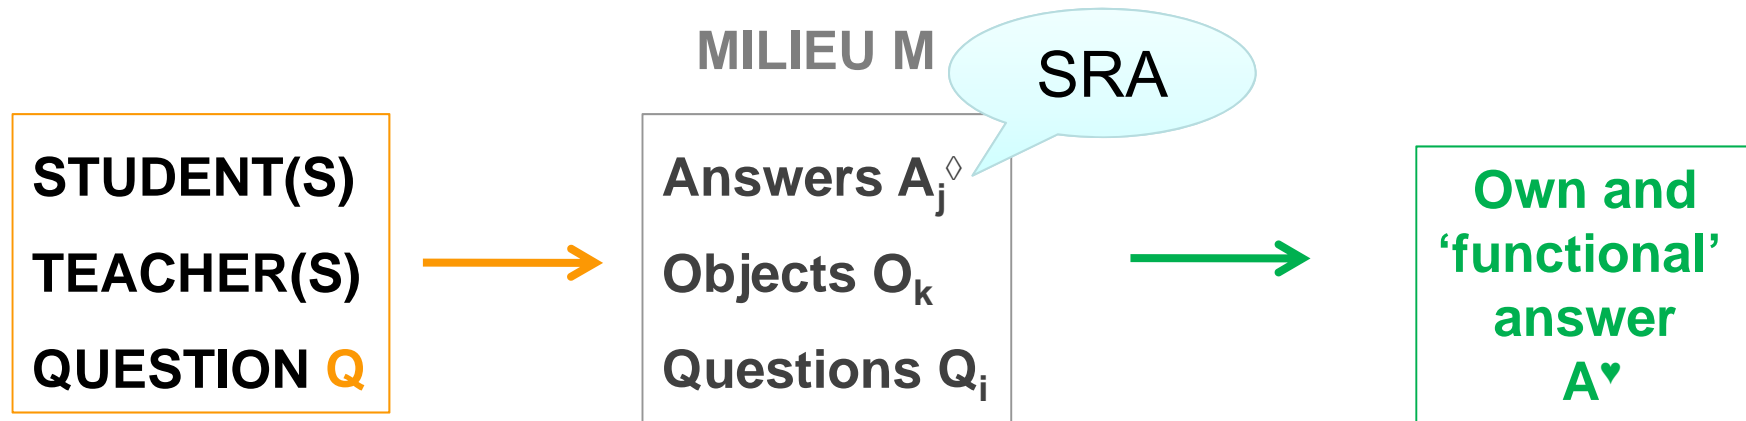 MILIEU M
SRA
STUDENT(S)
TEACHER(S)
QUESTION Q
Answers Aj◊
Objects Ok
Questions Qi
Own and
‘functional’
answer
A♥